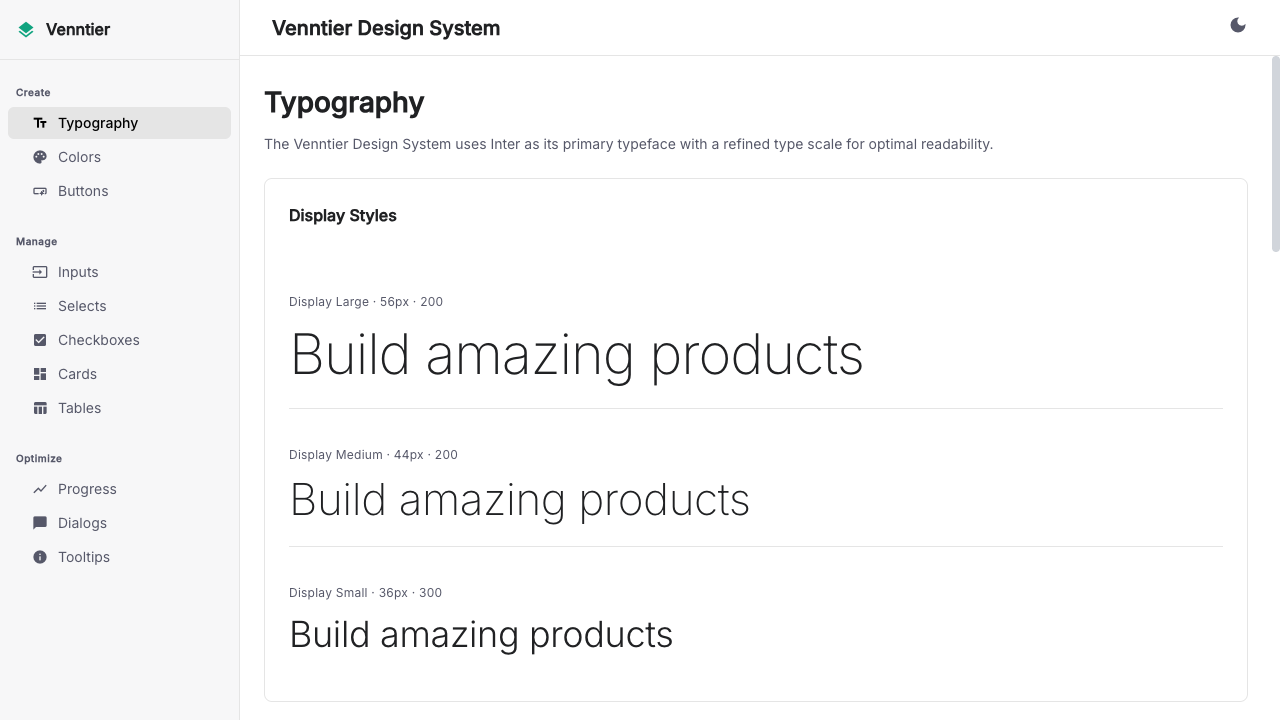 Venntier
Venntier Design System
Create
Typography
Colors
Buttons
Manage
Inputs
Selects
Checkboxes
Cards
Tables
Optimize
Progress
Dialogs
Tooltips
Typography
The Venntier Design System uses Inter as its primary typeface with a refined type scale for optimal readability.
Display Styles
Display Large · 56px · 200
Build amazing products
Display Medium · 44px · 200
Build amazing products
Display Small · 36px · 300
Build amazing products